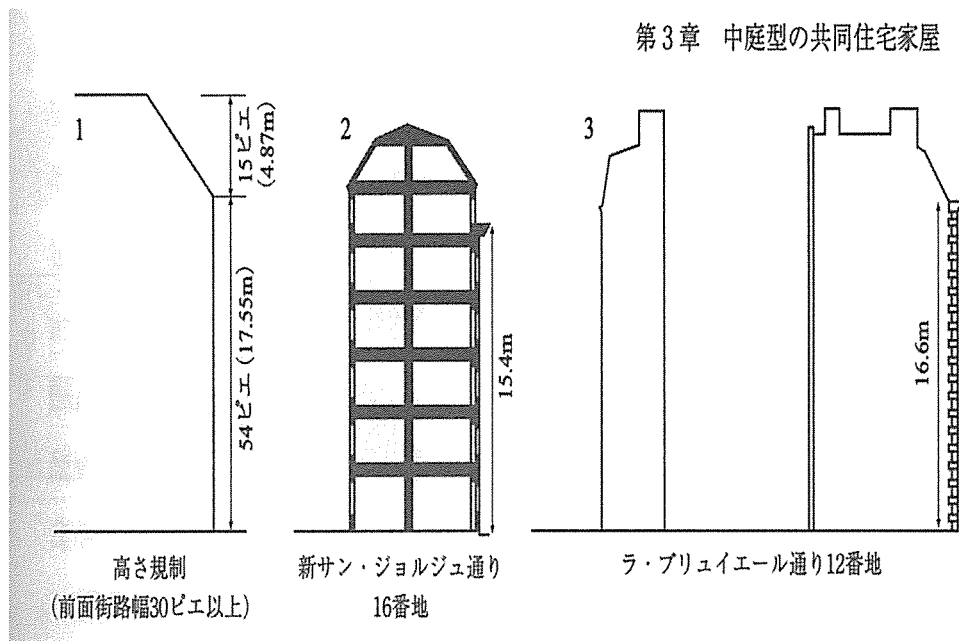 第3章 中庭型の共同住宅家屋
1
15ピエ
(4.87m)
54ピエ (17.55m)
高さ規制
(前面街路幅30ピエ以上)
2
15.4m
新サン・ジョルジュ通り
16番地
3
16.6m
ラ・ブリュイエール通り12番地